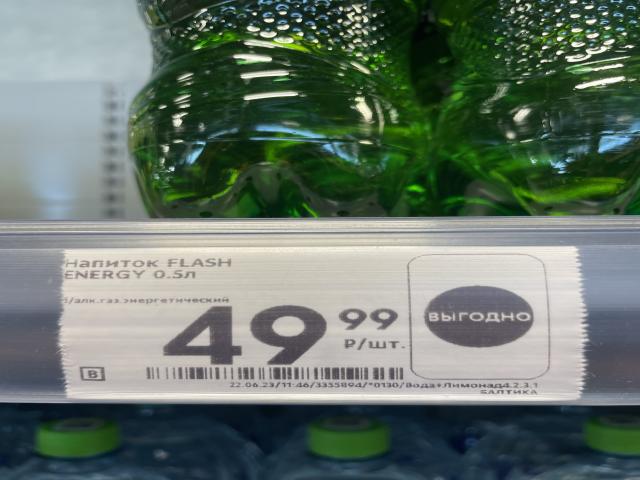 Напиток FLASH
ENERGY 0.5л
б/алк.газ.энергетический
49 99
₽/шт.
ВЫГОДНО
В
22.06.23/11:46/3355894/*0130/Вода+Лимонад4.2.3.1
БАЛТИКА